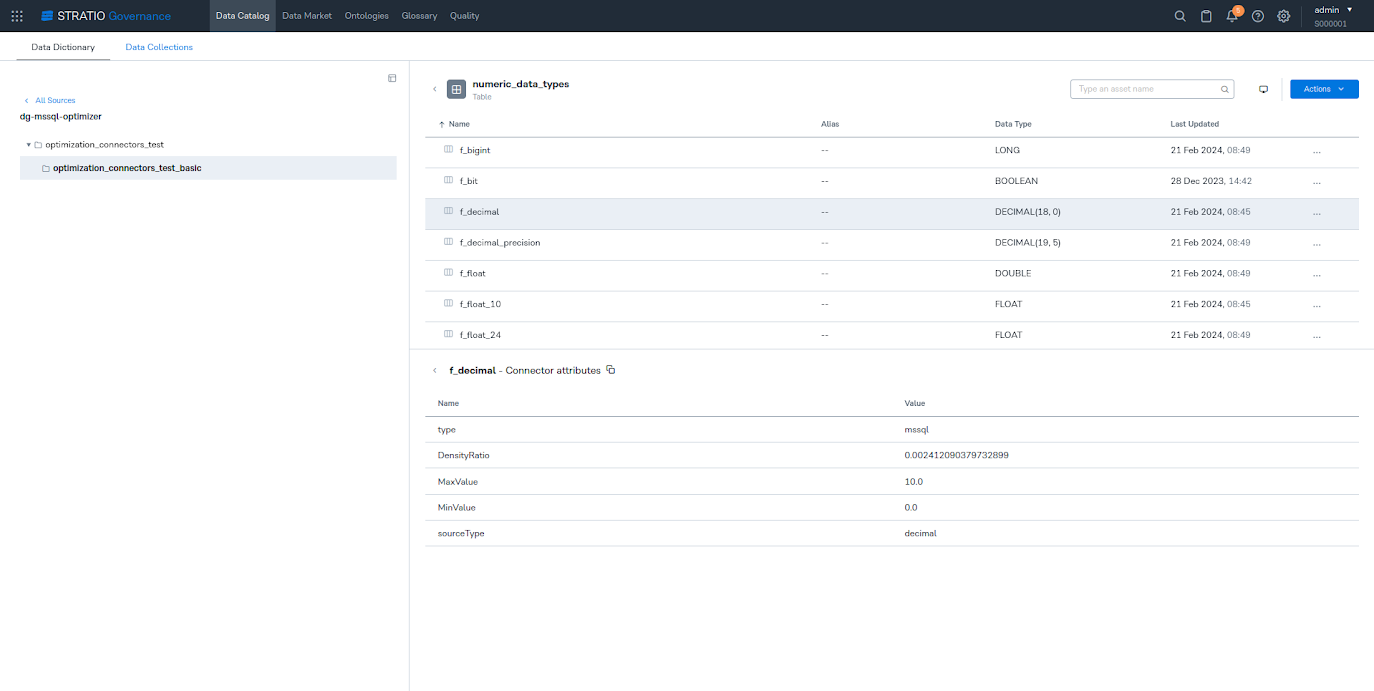 STRATIO Governance Data Catalog Data Market Ontologies Glossary Quality 5 admin
S000001
Data Dictionary Data Collections
All Sources
dg-mssql-optimizer
optimization_connectors_test
optimization_connectors_test_basic
numeric_data_types
Table
Type an asset name
Actions
Name Alias Data Type Last Updated
f_bigint -- LONG 21 Feb 2024, 08:49 ...
f_bit -- BOOLEAN 28 Dec 2023, 14:42 ...
f_decimal -- DECIMAL(18, 0) 21 Feb 2024, 08:45 ...
f_decimal_precision -- DECIMAL(19, 5) 21 Feb 2024, 08:49 ...
f_float -- DOUBLE 21 Feb 2024, 08:49 ...
f_float_10 -- FLOAT 21 Feb 2024, 08:45 ...
f_float_24 -- FLOAT 21 Feb 2024, 08:49 ...
f_decimal - Connector attributes
Name Value
type mssql
DensityRatio 0.002412090379732899
MaxValue 10.0
MinValue 0.0
sourceType decimal